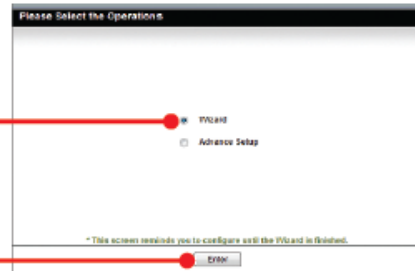 Please Select the Operations
Wizard
Advance Setup
* This screen reminds you to configure until the Wizard is finished.
Enter